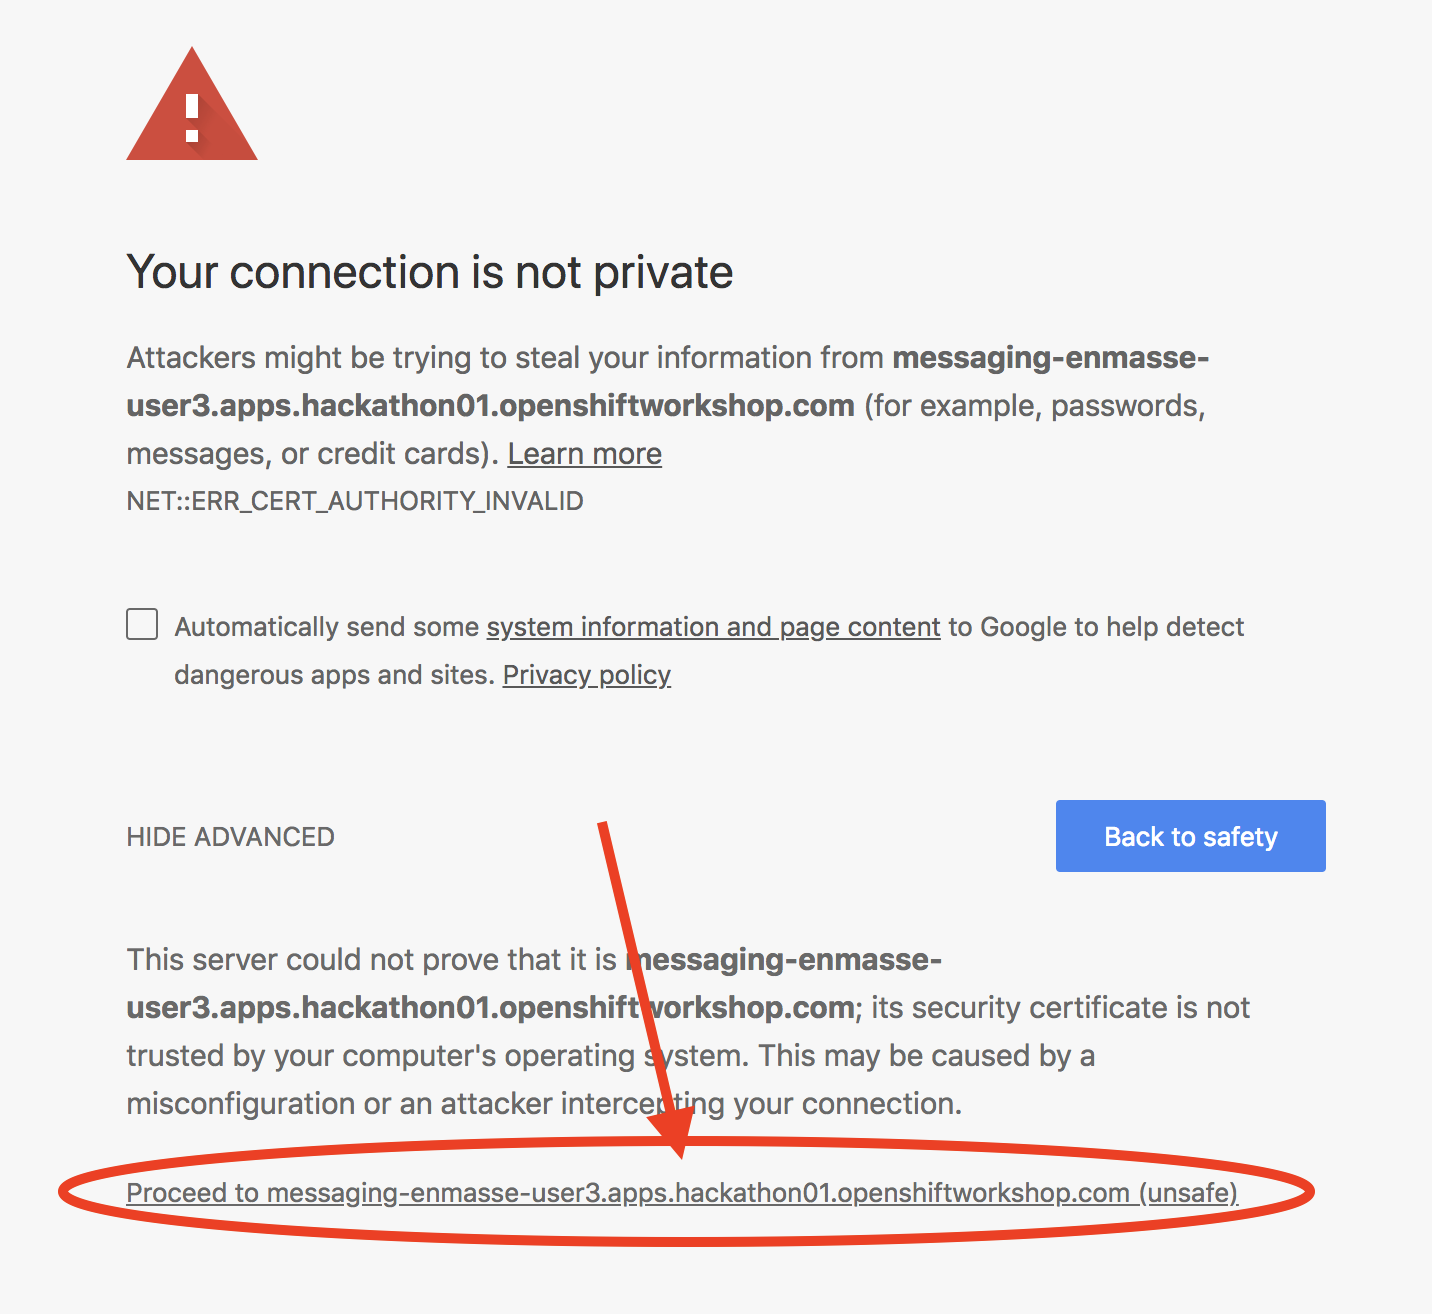 Your connection is not private
Attackers might be trying to steal your information from messaging-enmasse-
user3.apps.hackathon01.openshiftworkshop.com (for example, passwords,
messages, or credit cards). Learn more
NET::ERR_CERT_AUTHORITY_INVALID
Automatically send some system information and page content to Google to help detect
dangerous apps and sites. Privacy policy
HIDE ADVANCED
Back to safety
This server could not prove that it is messaging-enmasse-
user3.apps.hackathon01.openshiftworkshop.com; its security certificate is not
trusted by your computer's operating system. This may be caused by a
misconfiguration or an attacker intercepting your connection.
Proceed to messaging-enmasse-user3.apps.hackathon01.openshiftworkshop.com (unsafe)